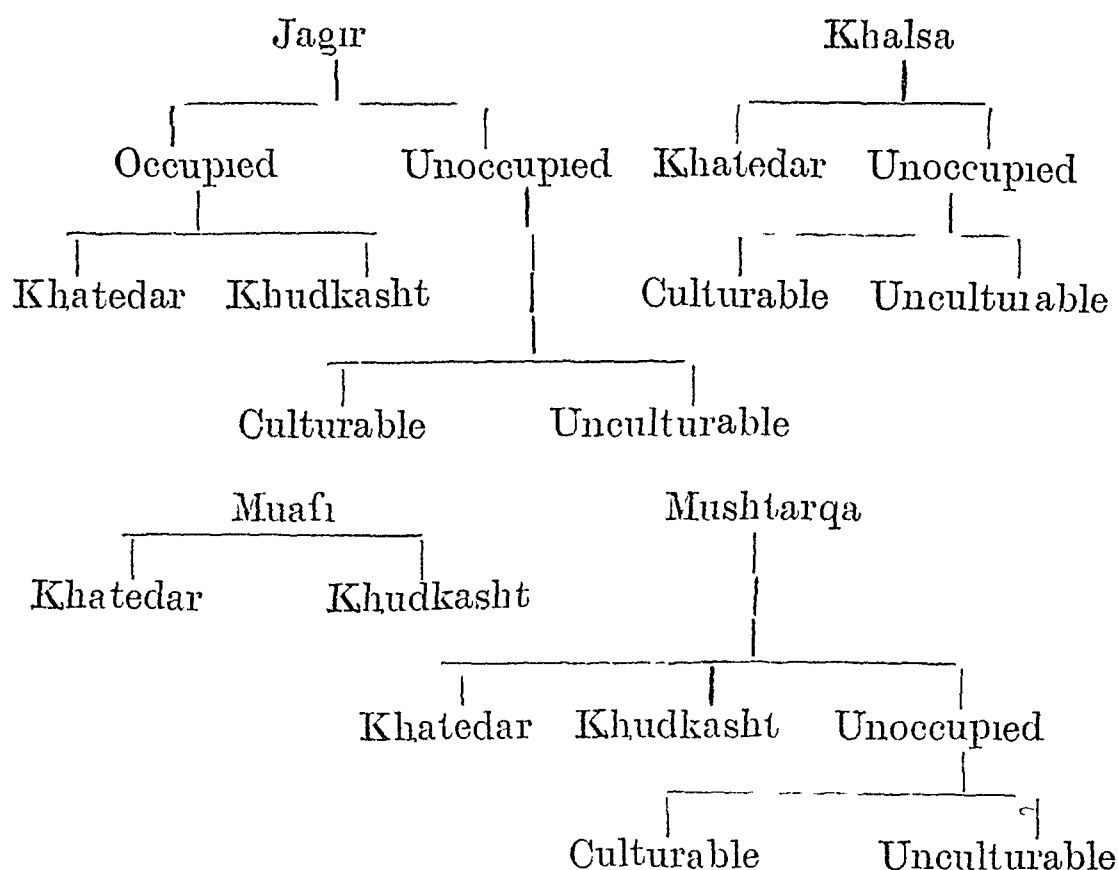 Jagir Khalsa
Occupied Unoccupied Khatedar Unoccupied
Khatedar Khudkasht Culturable Unculturable
Culturable Unculturable
Muafi Mushtarqa
Khatedar Khudkasht
Khatedar Khudkasht Unoccupied
Culturable Unculturable